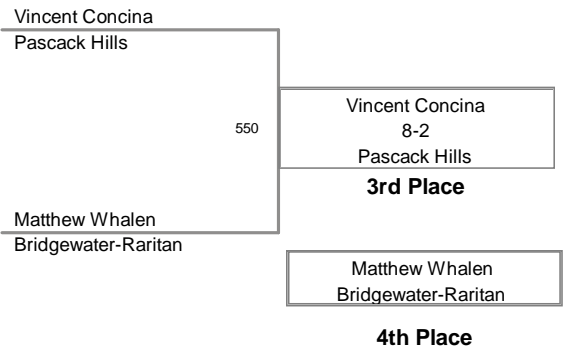 Vincent Concina
Pascack Hills
550
Vincent Concina
8-2
Pascack Hills
3rd Place
Matthew Whalen
Bridgewater-Raritan
Matthew Whalen
Bridgewater-Raritan
4th Place